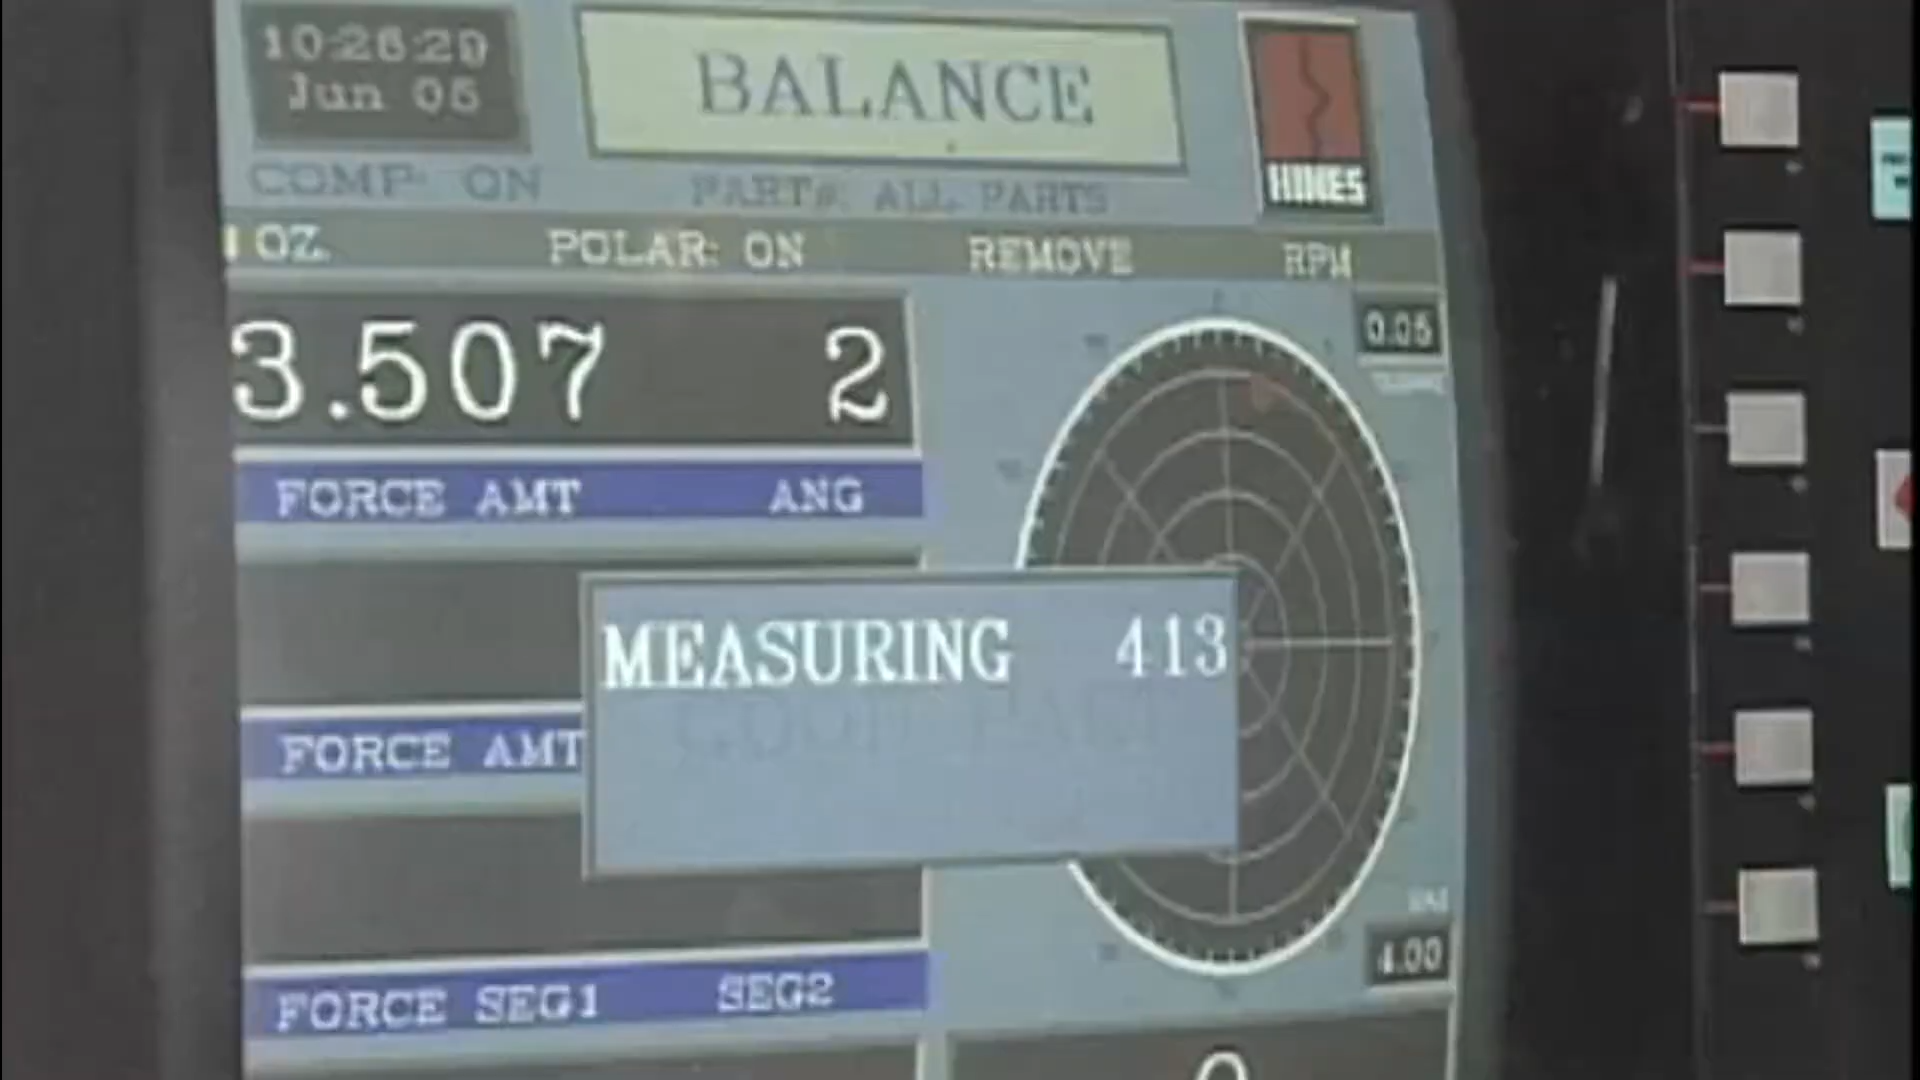 10:26:29
Jun 05
BALANCE
HINES
COMP: ON
PART#: ALL PARTS
OZ.
POLAR: ON
REMOVE
RPM
3.507
2
0.05
FORCE AMT
ANG
MEASURING 413
FORCE AMT
4.00
FORCE SEG1
SEG2